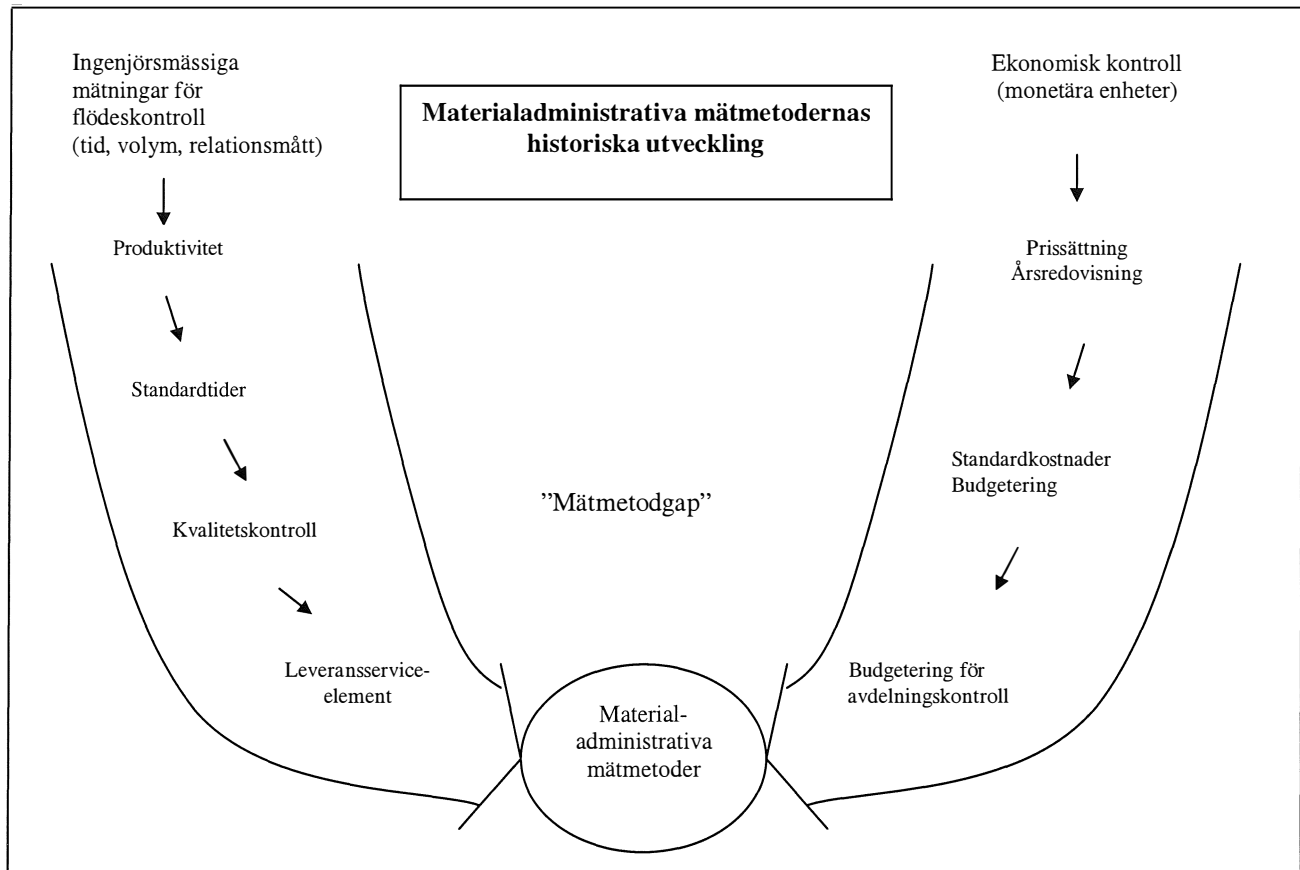 Ingenjörsmässiga
mätningar för
flödeskontroll
(tid, volym, relationsmått)
Materialadministrativa mätmetodernas
historiska utveckling
Ekonomisk kontroll
(monetära enheter)
Produktivitet
Standardtider
Kvalitetskontroll
Leveransservice-
element
”Mätmetodgap”
Prissättning
Årsredovisning
Standardkostnader
Budgetering
Budgetering för
avdelningskontroll
Material-
administrativa
mätmetoder